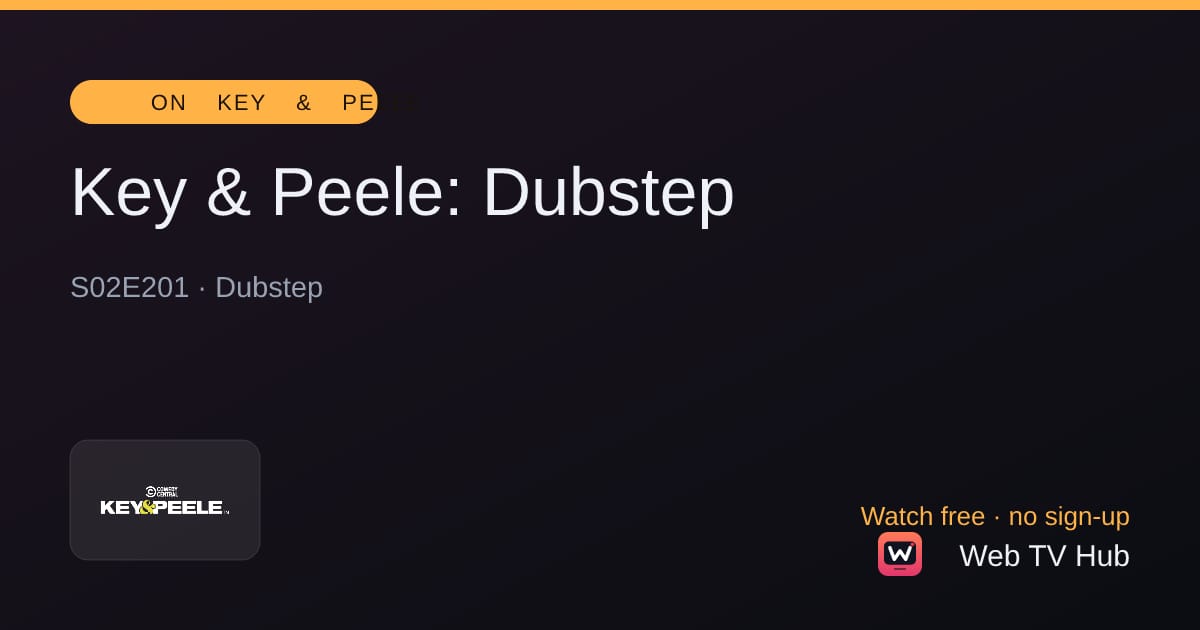 ON KEY & PE
Key & Peele: Dubstep
S02E201 · Dubstep
COMEDY
CENTRAL
KEY&PEELE
Watch free · no sign-up
W
Web TV Hub